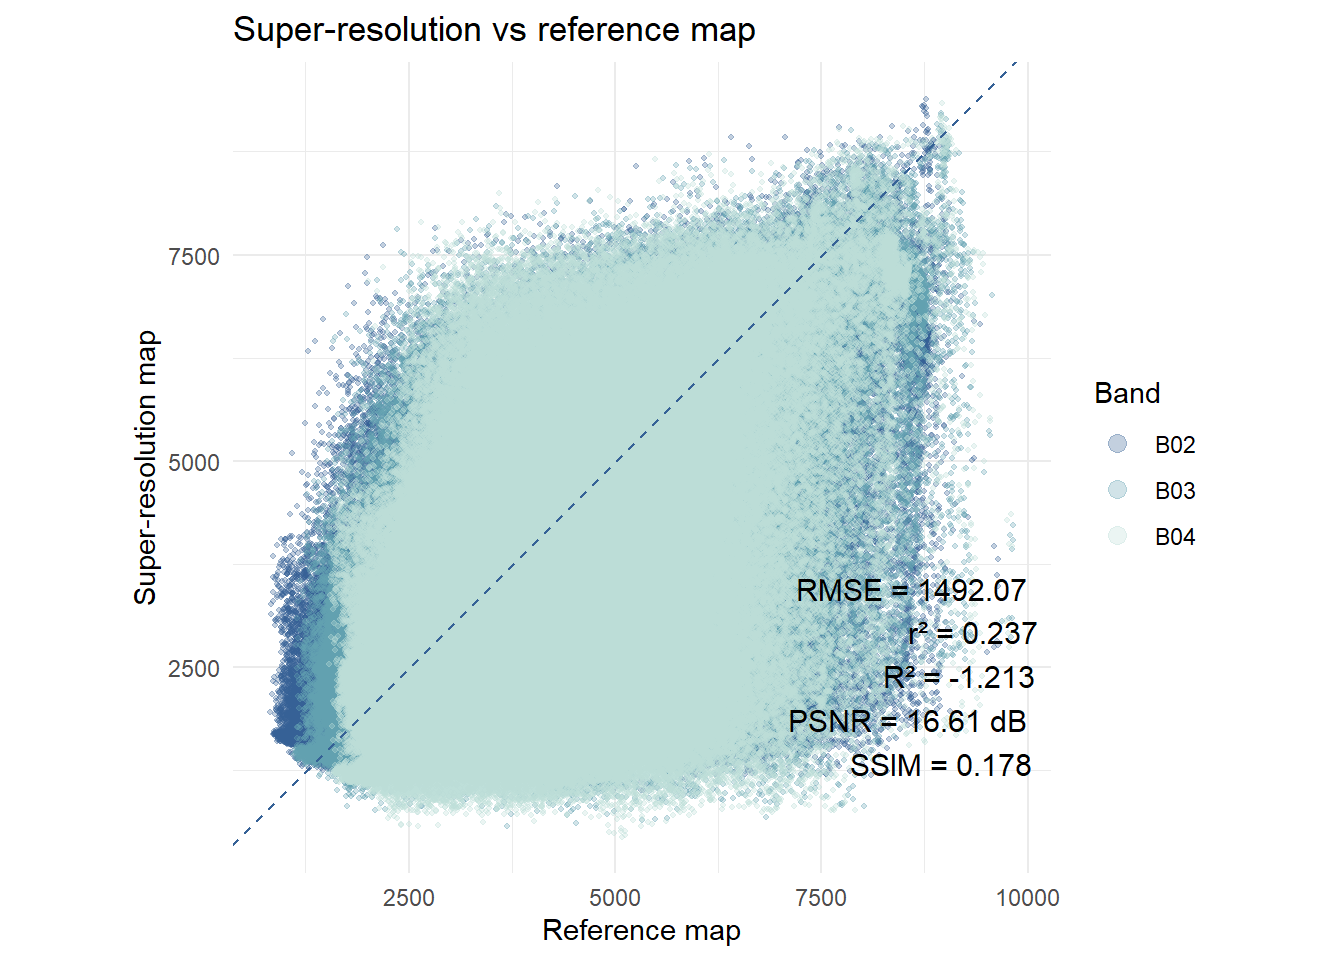 Super-resolution vs reference map
Super-resolution map
7500
5000
2500
RMSE = 1492.07
r² = 0.237
R² = -1.213
PSNR = 16.61 dB
SSIM = 0.178
2500
5000
7500
10000
Reference map
Band
B02
B03
B04